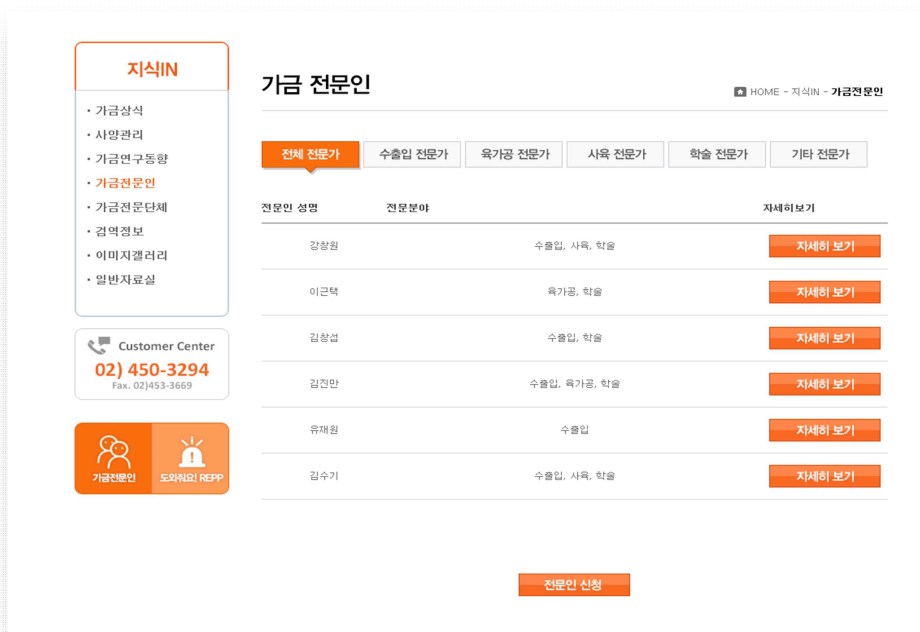 지식IN
· 가금상식
· 사양관리
· 가금연구동향
· 가금전문인
· 가금전문단체
· 검역정보
· 이미지갤러리
· 일반자료실
Customer Center
02) 450-3294
Fax. 02)453-3669
가금전문인 도와줘요! REPP
가금 전문인
HOME - 지식IN - 가금전문인
전체 전문가 수출입 전문가 육가공 전문가 사육 전문가 학술 전문가 기타 전문가
전문인 성명 전문분야 자세히보기
강창원 수출입, 사육, 학술 자세히 보기
이근택 육가공, 학술 자세히 보기
김창섭 수출입, 학술 자세히 보기
김진만 수출입, 육가공, 학술 자세히 보기
유재원 수출입 자세히 보기
김수기 수출입, 사육, 학술 자세히 보기
전문인 신청